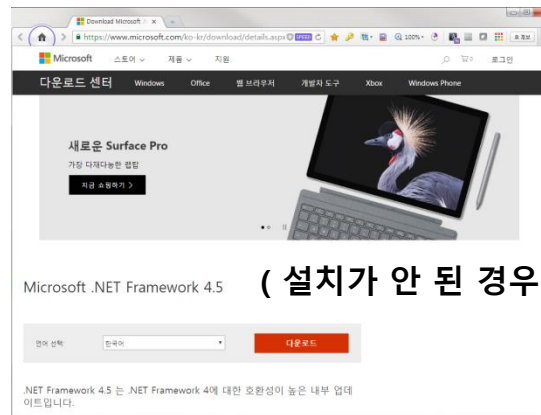 Download Microsoft
https://www.microsoft.com/ko-kr/download/details.aspx
100%
Microsoft 스토어 제품 지원 로그인
다운로드 센터 Windows Office 웹 브라우저 개발자 도구 Xbox Windows Phone
새로운 Surface Pro
가장 다재다능한 랩탑
지금 쇼핑하기 >
Microsoft .NET Framework 4.5
( 설치가 안 된 경우
언어 선택: 한국어 다운로드
.NET Framework 4.5 는 .NET Framework 4에 대한 호환성이 높은 내부 업데
이트입니다.